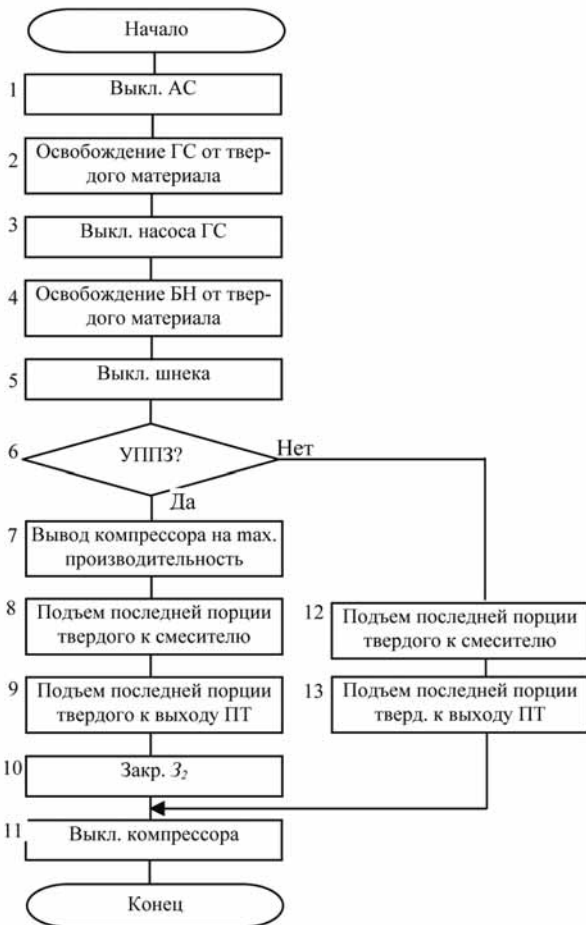 Начало
1
Выкл. АС
2
Освобождение ГС от твер-
дого материала
3
Выкл. насоса ГС
4
Освобождение БН от твер-
дого материала
5
Выкл. шнека
6
УППЗ?
Нет
Да
7
Вывод компрессора на max.
производительность
8
Подъем последней порции
твердого к смесителю
9
Подъем последней порции
твердого к выходу ПТ
10
Закр. З2
12
Подъем последней порции
твердого к смесителю
13
Подъем последней порции
тверд. к выходу ПТ
11
Выкл. компрессора
Конец